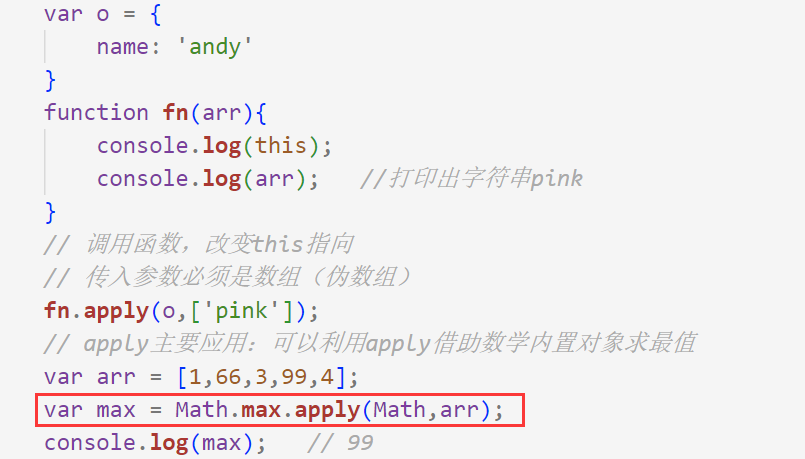 var o = {
    name: 'andy'
}
function fn(arr){
    console.log(this);
    console.log(arr);   //打印出字符串pink
}
// 调用函数，改变this指向
// 传入参数必须是数组（伪数组）
fn.apply(o,['pink']);
// apply主要应用：可以利用apply借助数学内置对象求最值
var arr = [1,66,3,99,4];
var max = Math.max.apply(Math,arr);
console.log(max);   // 99